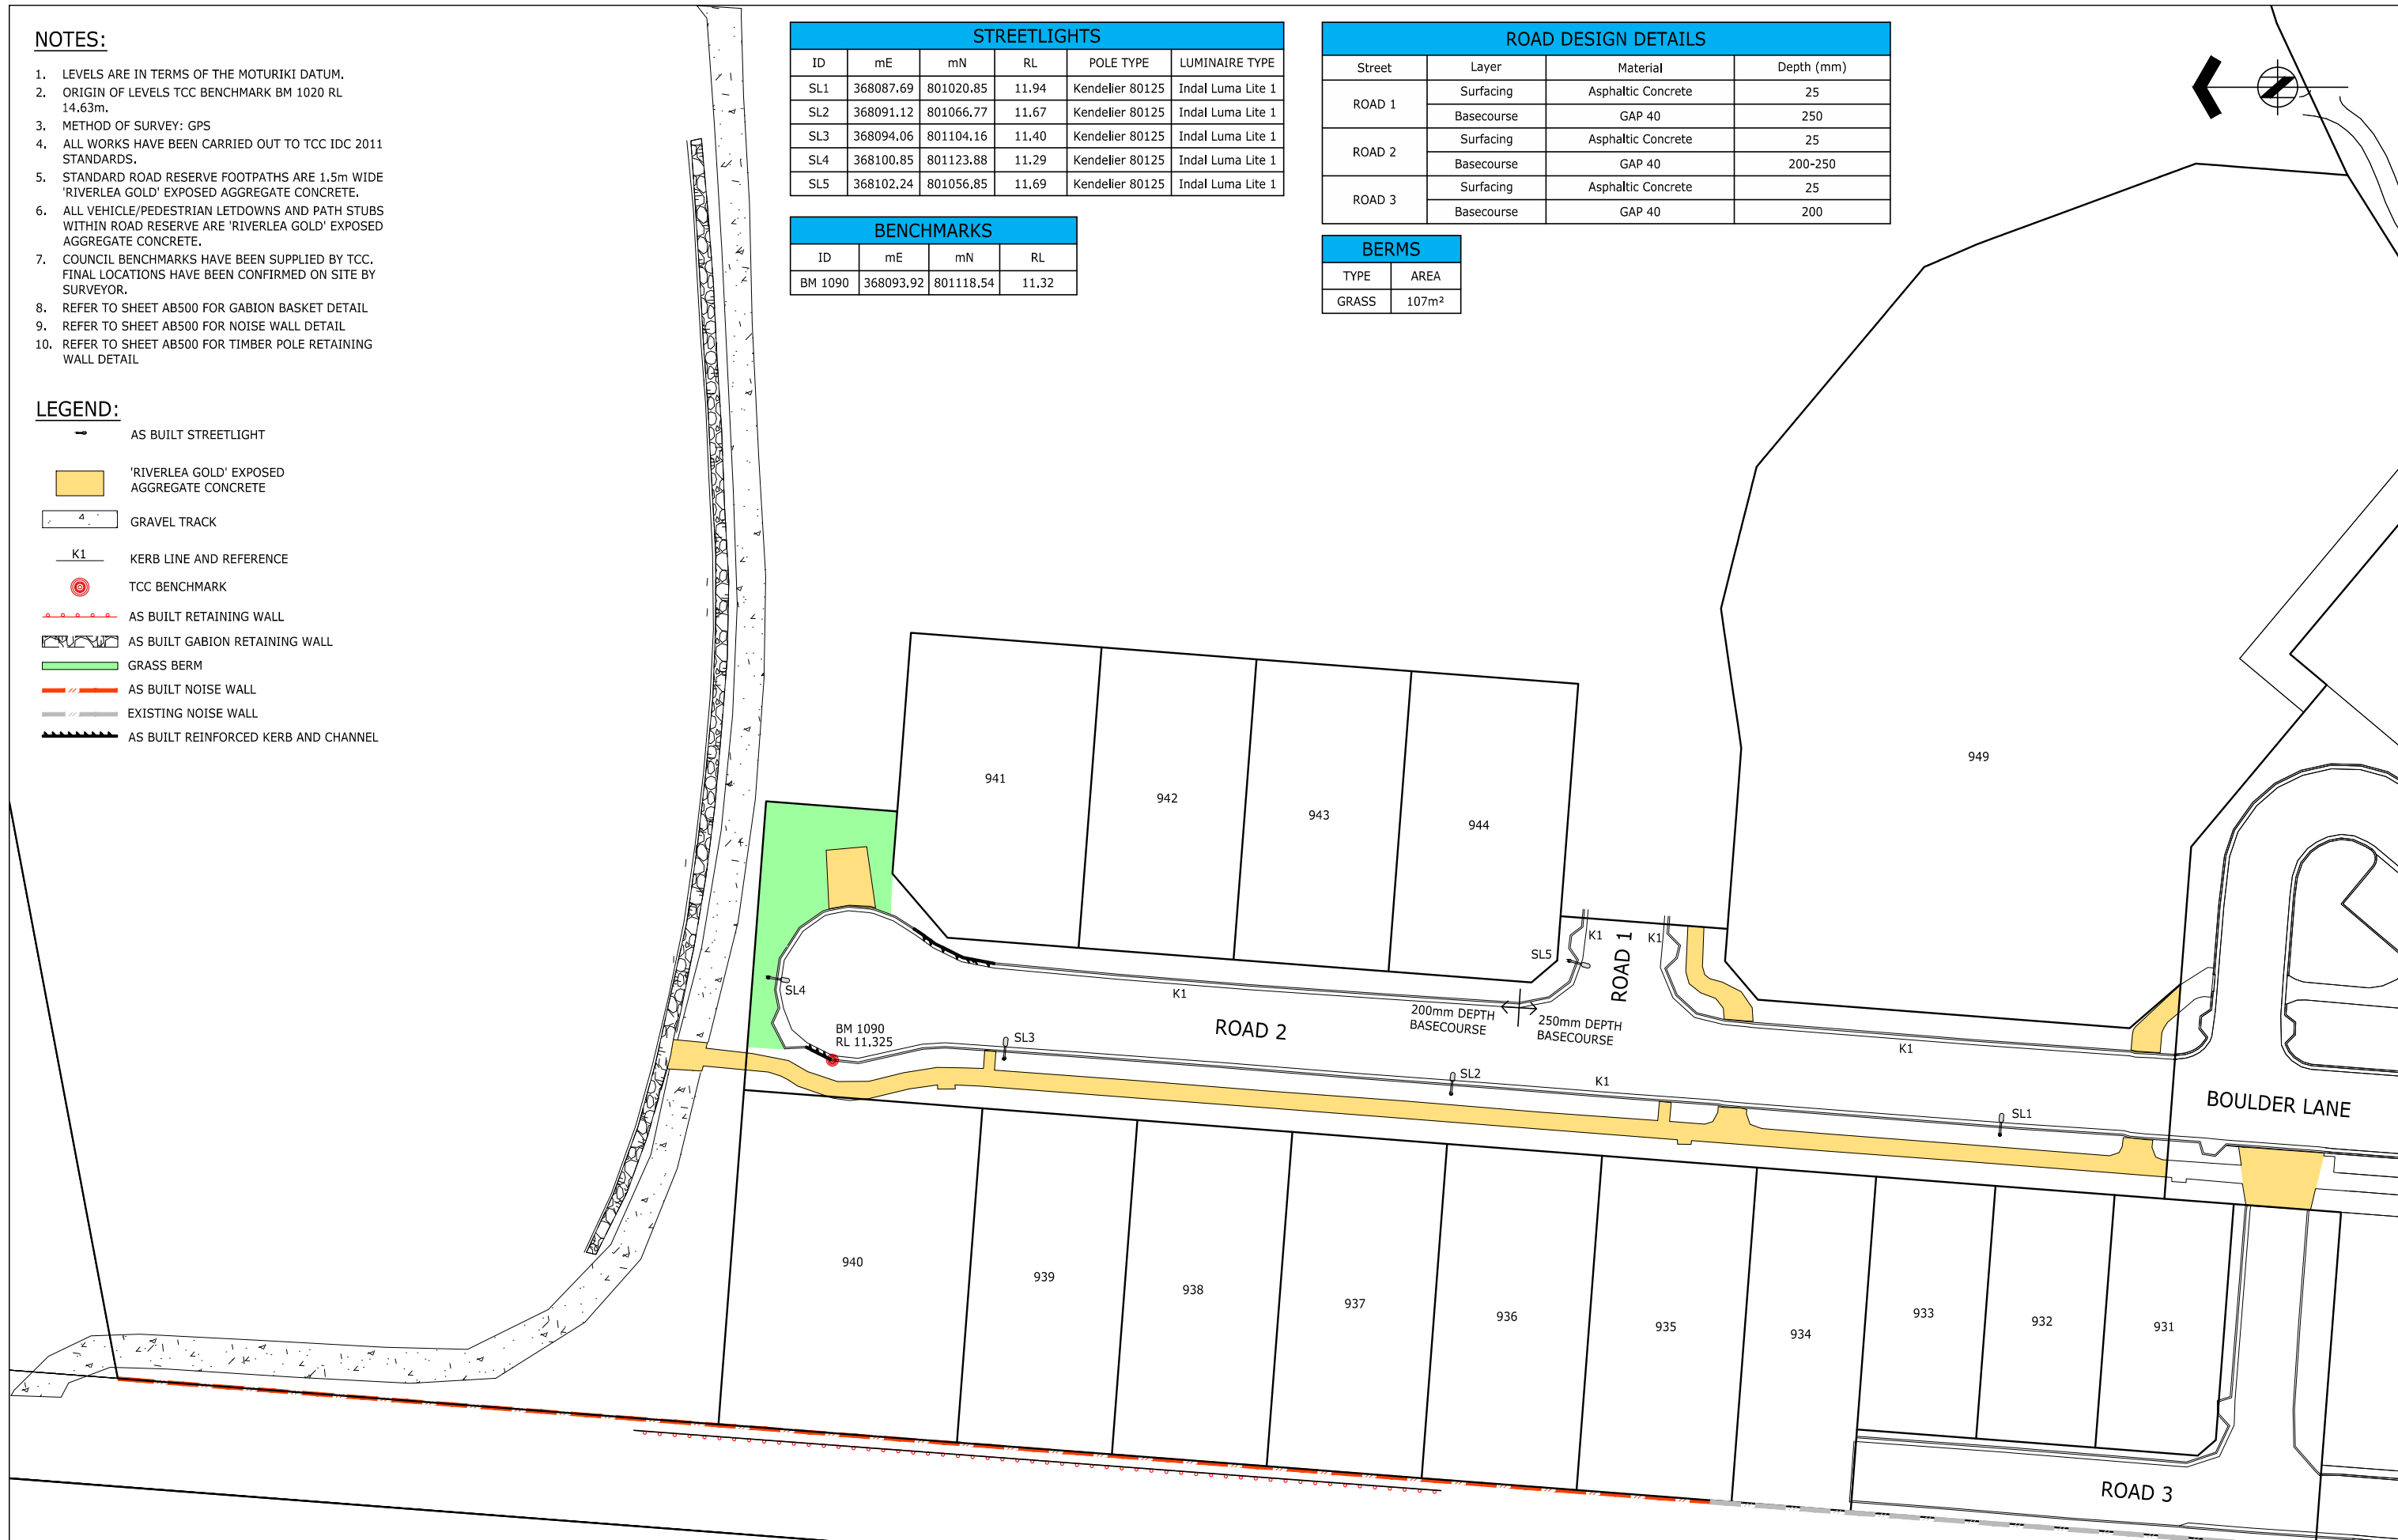 NOTES:
1. LEVELS ARE IN TERMS OF THE MOTURIKI DATUM.
2. ORIGIN OF LEVELS TCC BENCHMARK BM 1020 RL
14.63m.
3. METHOD OF SURVEY: GPS
4. ALL WORKS HAVE BEEN CARRIED OUT TO TCC IDC 2011
STANDARDS.
5. STANDARD ROAD RESERVE FOOTPATHS ARE 1.5m WIDE
'RIVERLEA GOLD' EXPOSED AGGREGATE CONCRETE.
6. ALL VEHICLE/PEDESTRIAN LETDOWNS AND PATH STUBS
WITHIN ROAD RESERVE ARE 'RIVERLEA GOLD' EXPOSED
AGGREGATE CONCRETE.
7. COUNCIL BENCHMARKS HAVE BEEN SUPPLIED BY TCC.
FINAL LOCATIONS HAVE BEEN CONFIRMED ON SITE BY
SURVEYOR.
8. REFER TO SHEET AB500 FOR GABION BASKET DETAIL
9. REFER TO SHEET AB500 FOR NOISE WALL DETAIL
10. REFER TO SHEET AB500 FOR TIMBER POLE RETAINING
WALL DETAIL
LEGEND:
AS BUILT STREETLIGHT
'RIVERLEA GOLD' EXPOSED
AGGREGATE CONCRETE
GRAVEL TRACK
K1 KERB LINE AND REFERENCE
TCC BENCHMARK
AS BUILT RETAINING WALL
AS BUILT GABION RETAINING WALL
GRASS BERM
AS BUILT NOISE WALL
EXISTING NOISE WALL
AS BUILT REINFORCED KERB AND CHANNEL
STREETLIGHTS
ID mE mN RL POLE TYPE LUMINAIRE TYPE
SL1 368087.69 801020.85 11.94 Kendelier 80125 Indal Luma Lite 1
SL2 368091.12 801066.77 11.67 Kendelier 80125 Indal Luma Lite 1
SL3 368094.06 801104.16 11.40 Kendelier 80125 Indal Luma Lite 1
SL4 368100.85 801123.88 11.29 Kendelier 80125 Indal Luma Lite 1
SL5 368102.24 801056.85 11.69 Kendelier 80125 Indal Luma Lite 1
BENCHMARKS
ID mE mN RL
BM 1090 368093.92 801118.54 11.32
ROAD DESIGN DETAILS
Street Layer Material Depth (mm)
ROAD 1 Surfacing Asphaltic Concrete 25
Basecourse GAP 40 250
ROAD 2 Surfacing Asphaltic Concrete 25
Basecourse GAP 40 200-250
ROAD 3 Surfacing Asphaltic Concrete 25
Basecourse GAP 40 200
BERMS
TYPE AREA
GRASS 107m²
941
942
943
944
949
SL5
K1
ROAD 1
K1
SL4
K1
200mm DEPTH
BASECOURSE
250mm DEPTH
BASECOURSE
BM 1090
RL 11.325
SL3
ROAD 2
K1
SL2
K1
SL1
BOULDER LANE
940
939
938
937
936
935
934
933
932
931
ROAD 3